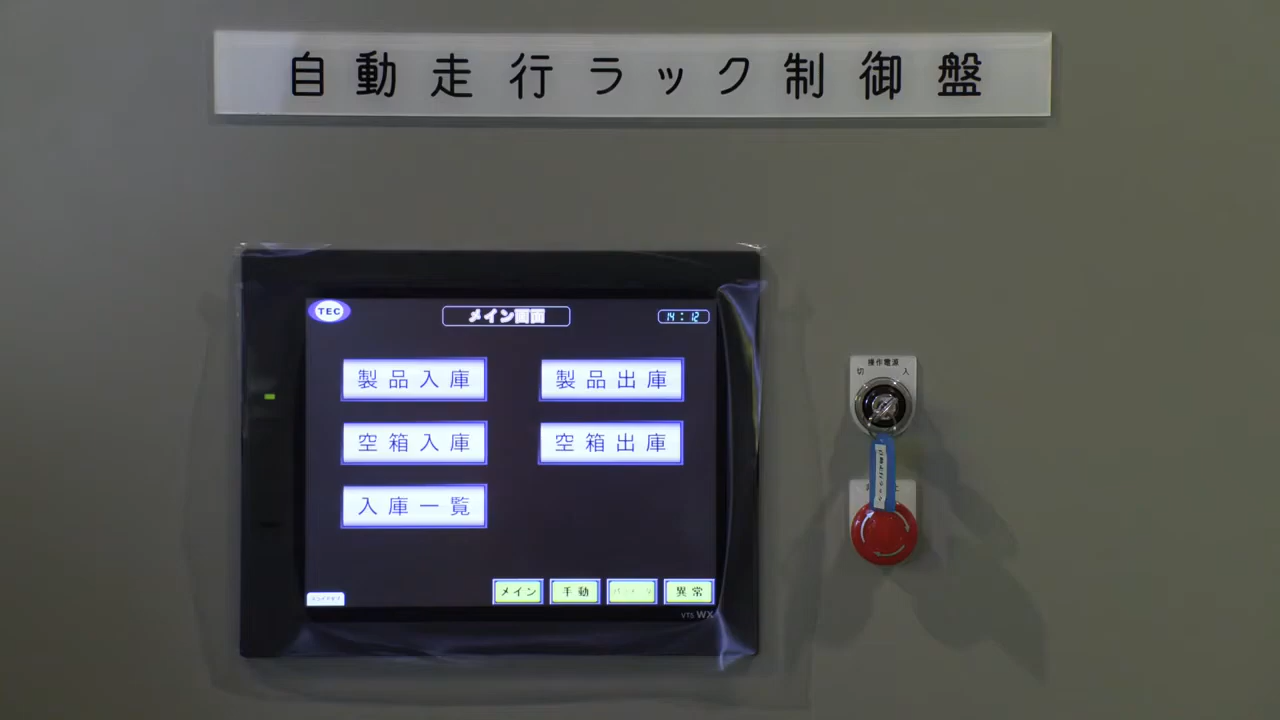 自動走行ラック制御盤
TEC
メイン画面
14:12
製品入庫
製品出庫
空箱入庫
空箱出庫
入庫一覧
メイン
手動
異常
VTS WX
操作電源
切
入